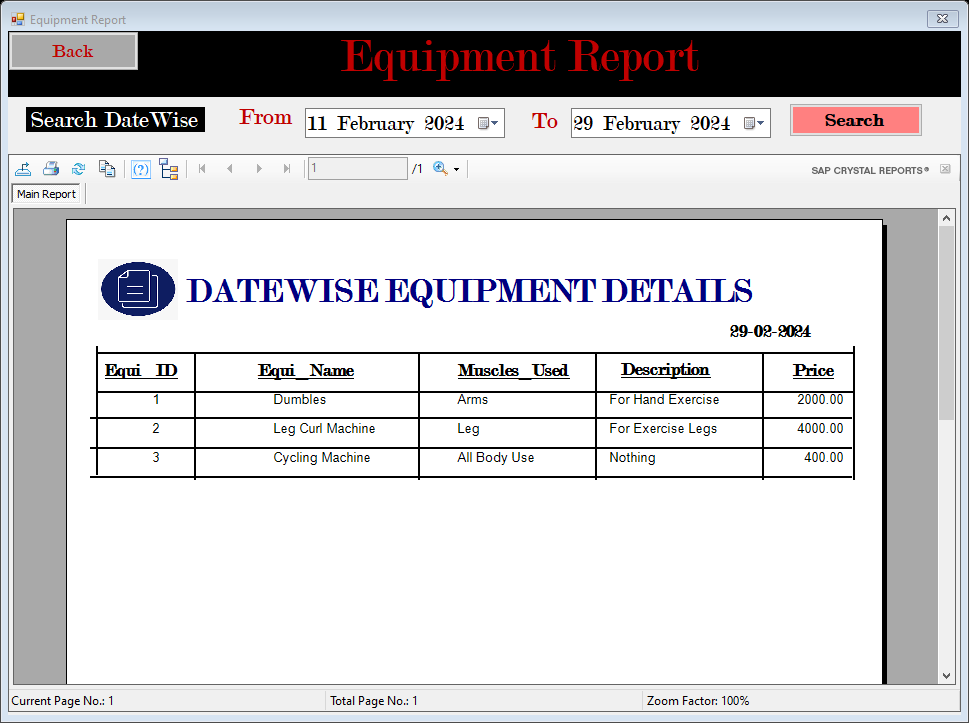 Equipment Report
Back
Equipment Report
Search DateWise From 11 February 2024 To 29 February 2024 Search
(?) 1 /1 SAP CRYSTAL REPORTS®
Main Report
DATEWISE EQUIPMENT DETAILS
29-02-2024
Equi_ID Equi_Name Muscles_Used Description Price
1 Dumbles Arms For Hand Exercise 2000.00
2 Leg Curl Machine Leg For Exercise Legs 4000.00
3 Cycling Machine All Body Use Nothing 400.00
Current Page No.: 1 Total Page No.: 1 Zoom Factor: 100%